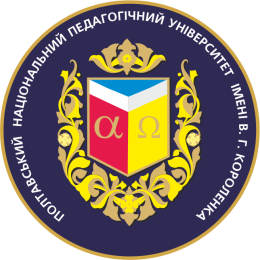 ПОЛТАВСЬКИЙ НАЦІОНАЛЬНИЙ ПЕДАГОГІЧНИЙ УНІВЕРСИТЕТ ІМЕНІ В. Г. КОРОЛЕНКА
α Ω